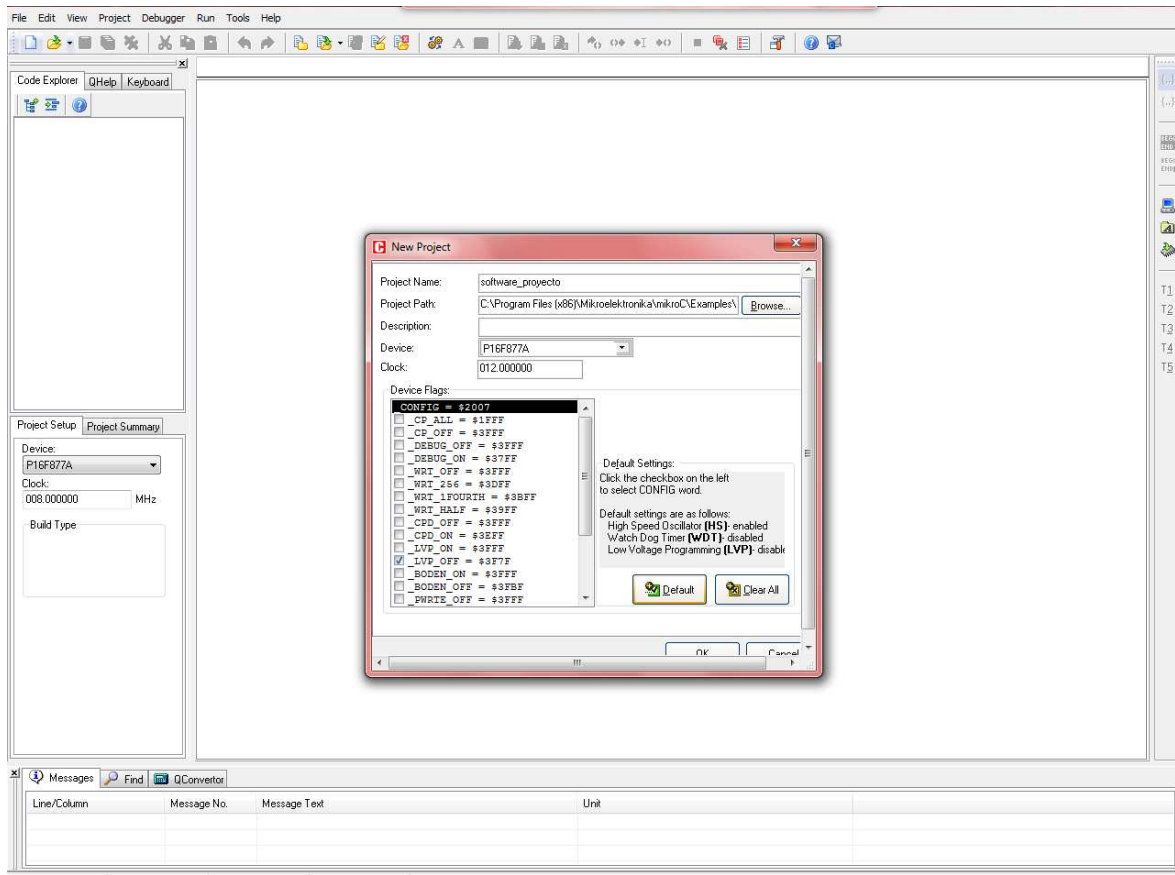 File Edit View Project Debugger Run Tools Help
Code Explorer QHelp Keyboard
New Project
Project Name: software_proyecto
Project Path: C:\Program Files (x86)\Mikroelektronika\mikroC\Examples\ Browse...
Description:
Device: P16F877A
Clock: 012.000000
Device Flags:
_CONFIG = $2007
_CP_ALL = $1FFF
_CP_OFF = $3FFF
_DEBUG_OFF = $3FFF
_DEBUG_ON = $37FF
_WRT_OFF = $3FFF
_WRT_256 = $3DFF
_WRT_1FOURTH = $3BFF
_WRT_HALF = $39FF
_CPD_OFF = $3FFF
_CPD_ON = $3EFF
_LVP_ON = $3FFF
_LVP_OFF = $3F7F
_BODEN_ON = $3FFF
_BODEN_OFF = $3FBF
_PWRTE_OFF = $3FFF
Default Settings:
Click the checkbox on the left
to select CONFIG word.
Default settings are as follows:
High Speed Oscillator (HS)- enabled
Watch Dog Timer (WDT)- disabled
Low Voltage Programming (LVP)- disable
Default Clear All
OK Cancel
Project Setup Project Summary
Device:
P16F877A
Clock:
008.000000 MHz
Build Type
T1
T2
T3
T4
T5
Messages Find QConvertor
Line/Column Message No. Message Text Unit